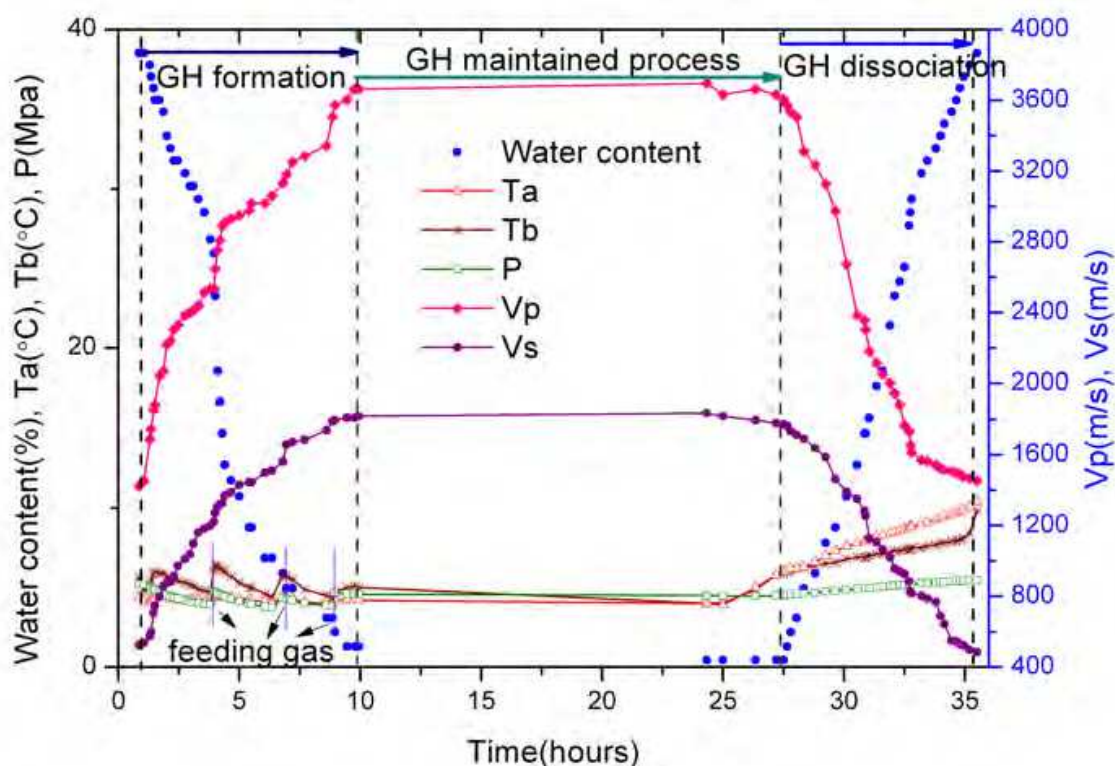 40
20
0
Water content(%), Ta(°C), Tb(°C), P(Mpa)
GH formation
GH maintained process
GH dissociation
Water content
Ta
Tb
P
Vp
Vs
feeding gas
4000
3600
3200
2800
2400
2000
1600
1200
800
400
Vp(m/s), Vs(m/s)
0 5 10 15 20 25 30 35
Time(hours)